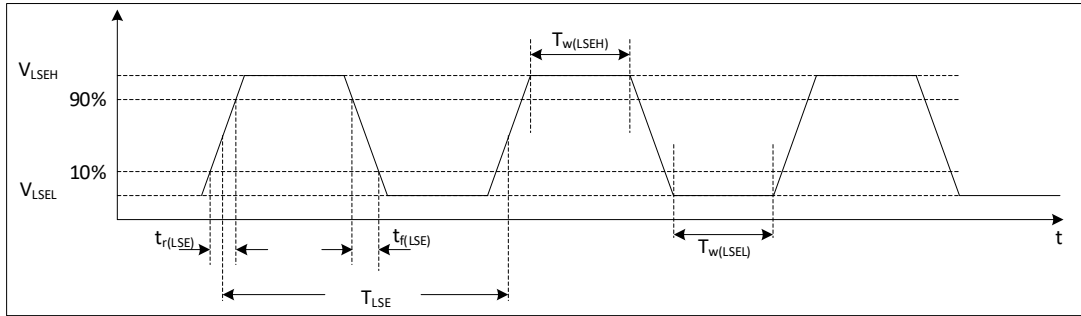 T_w(LSEH)
V_LSEH
90%
10%
V_LSEL
t_r(LSE)
t_f(LSE)
T_w(LSEL)
t
T_LSE